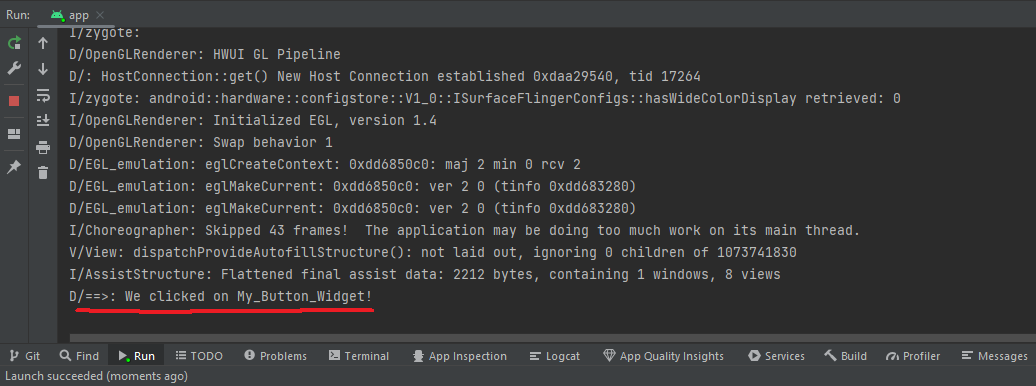 Run: app
I/zygote:
D/OpenGLRenderer: HWUI GL Pipeline
D/: HostConnection::get() New Host Connection established 0xdaa29540, tid 17264
I/zygote: android::hardware::configstore::V1_0::ISurfaceFlingerConfigs::hasWideColorDisplay retrieved: 0
I/OpenGLRenderer: Initialized EGL, version 1.4
D/OpenGLRenderer: Swap behavior 1
D/EGL_emulation: eglCreateContext: 0xdd6850c0: maj 2 min 0 rcv 2
D/EGL_emulation: eglMakeCurrent: 0xdd6850c0: ver 2 0 (tinfo 0xdd683280)
D/EGL_emulation: eglMakeCurrent: 0xdd6850c0: ver 2 0 (tinfo 0xdd683280)
I/Choreographer: Skipped 43 frames!  The application may be doing too much work on its main thread.
V/View: dispatchProvideAutofillStructure(): not laid out, ignoring 0 children of 1073741830
I/AssistStructure: Flattened final assist data: 2212 bytes, containing 1 windows, 8 views
D/==>: We clicked on My_Button_Widget!
Git Find Run TODO Problems Terminal App Inspection Logcat App Quality Insights Services Build Profiler Messages
Launch succeeded (moments ago)